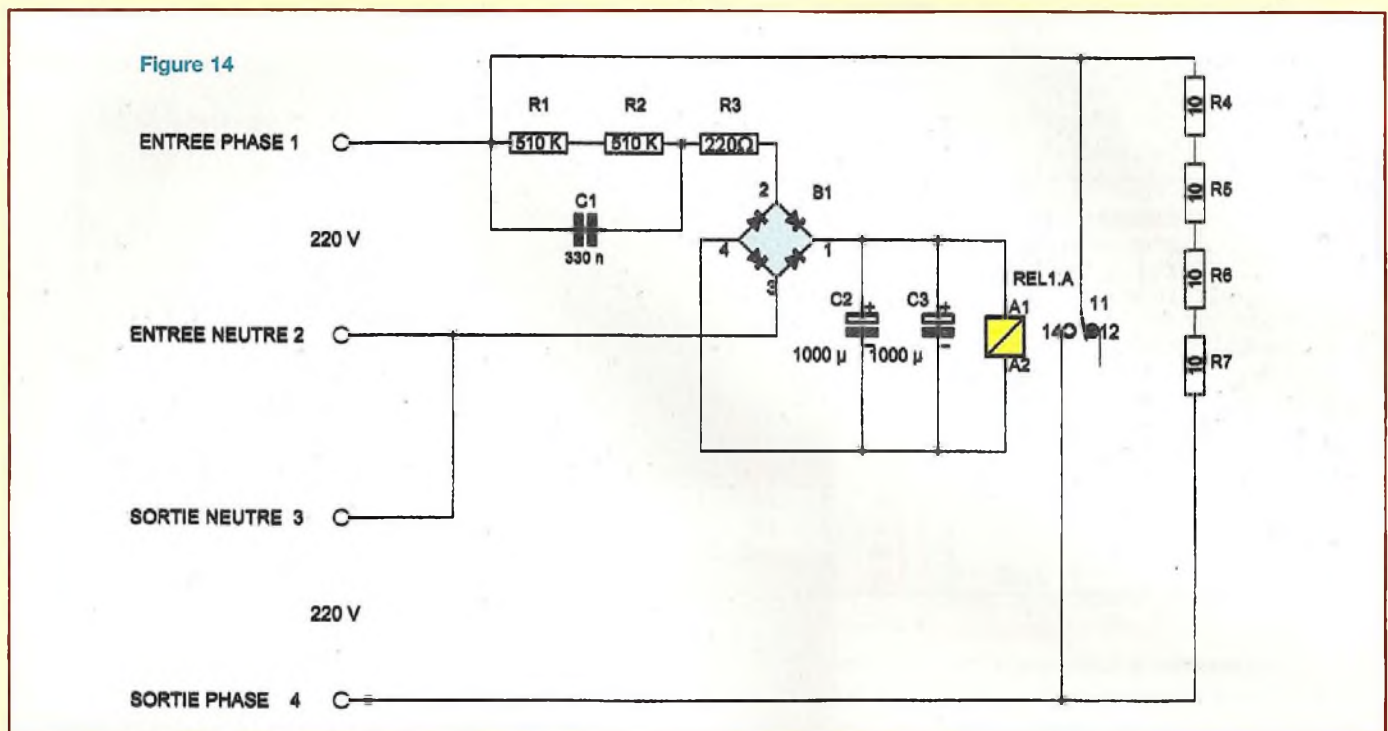 Figure 14
R1 R2 R3
ENTREE PHASE 1
510 K 510 K 220Ω
10 R4
C1
330 n
2 B1
10 R5
220 V
4 1
3
REL1.A
10 R6
C2 + C3 + A1 11
ENTREE NEUTRE 2
14 12
1000 µ - 1000 µ - A2
10 R7
SORTIE NEUTRE 3
220 V
SORTIE PHASE 4